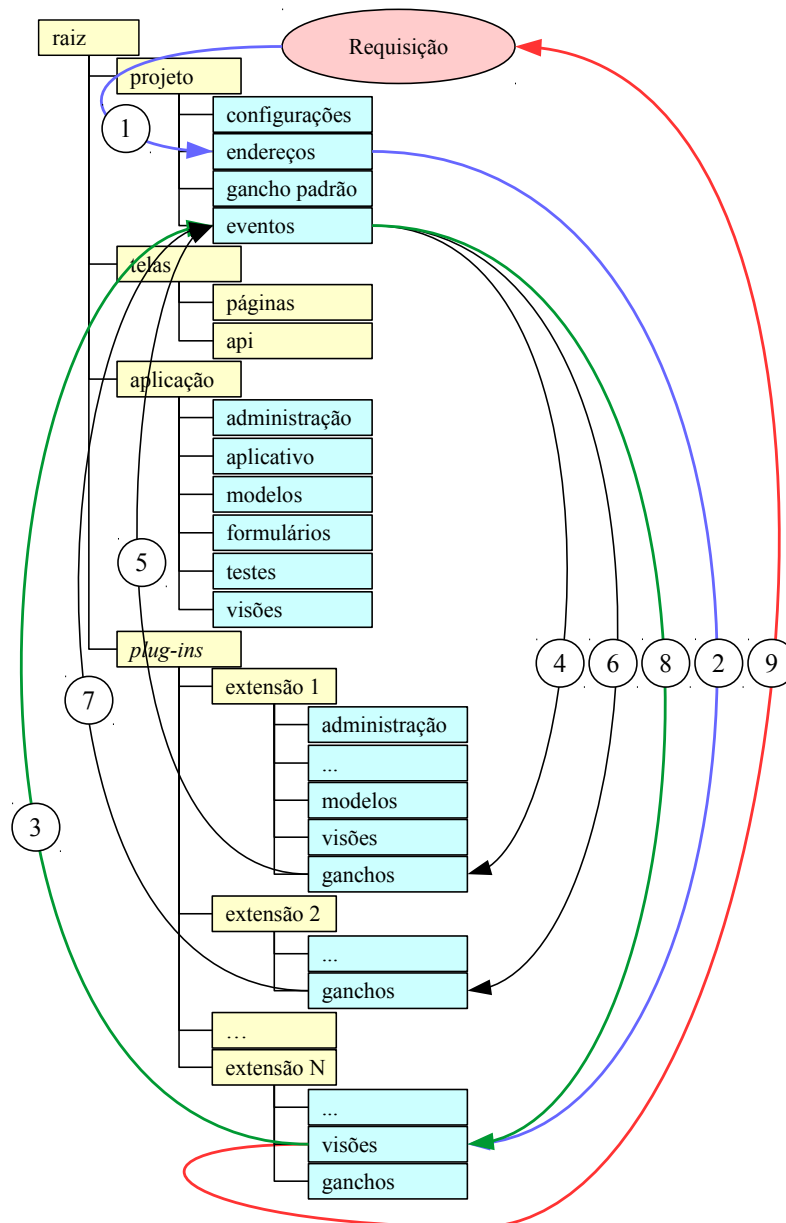 Requisição
raiz
projeto
configurações
1
endereços
gancho padrão
eventos
telas
páginas
api
aplicação
administração
aplicativo
modelos
formulários
5
testes
visões
plug-ins
4
6
8
2
9
extensão 1
7
administração
...
modelos
3
visões
ganchos
extensão 2
...
ganchos
...
extensão N
...
visões
ganchos